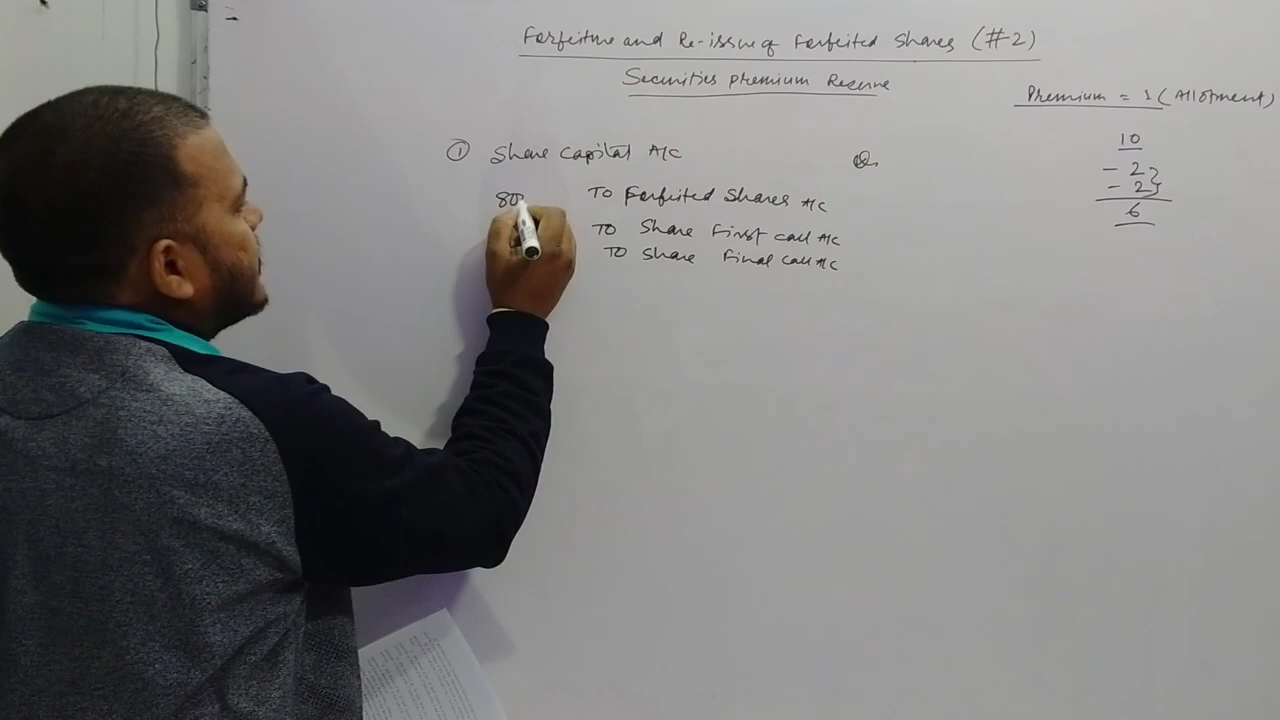 Forfeiture and Re-issue of Forfeited Shares (#2)
Securities Premium Reserve
Premium = 1 (Allotment)
10
- 2
- 2
6
① Share Capital A/c
80
To Forfeited Shares A/c
To Share First call A/c
To Share Final call A/c